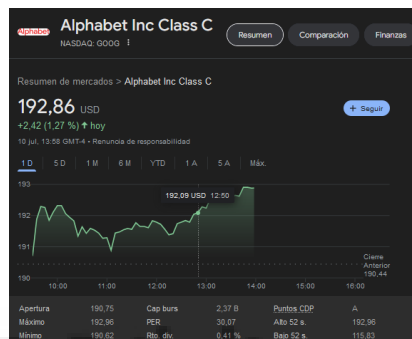 Alphabet
Alphabet Inc Class C
NASDAQ: GOOG
Resumen
Comparación
Finanzas
Resumen de mercados > Alphabet Inc Class C
192,86 USD
+ Seguir
+2,42 (1,27 %) ↑ hoy
10 jul, 13:58 GMT-4 • Renuncia de responsabilidad
1 D 5 D 1 M 6 M YTD 1 A 5 A Máx.
193
192,09 USD 12:50
192
191
Cierre
Anterior
190,44
190
10:00 11:00 12:00 13:00 14:00 15:00 16:00
Apertura 190,75 Cap burs 2,37 B Puntos CDP A
Máximo 192,96 PER 30,07 Alto 52 s. 192,96
Mínimo 190,62 Rto. div. 0,41 % Bajo 52 s. 115,83